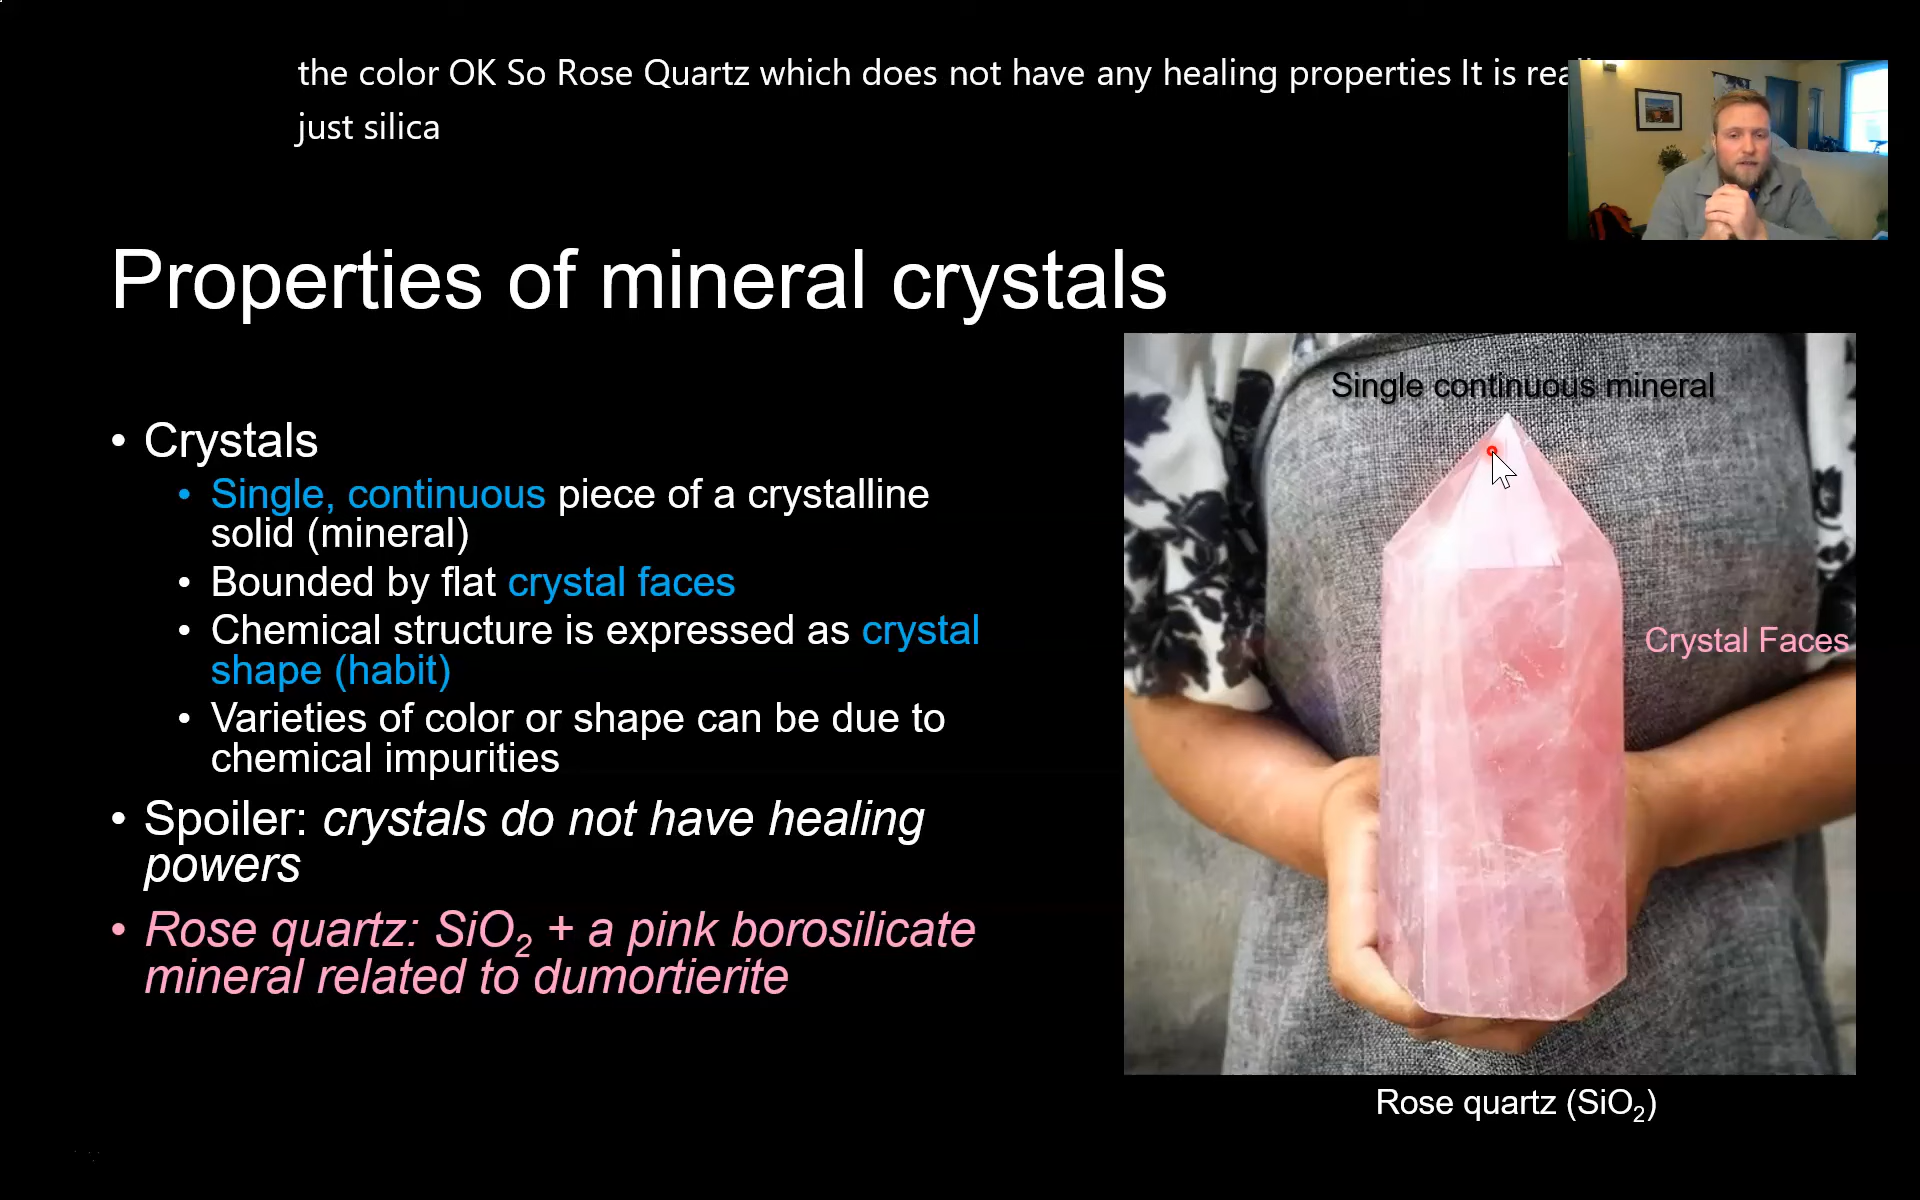 the color OK So Rose Quartz which does not have any healing properties It is
just silica
Properties of mineral crystals
• Crystals
• Single, continuous piece of a crystalline
solid (mineral)
• Bounded by flat crystal faces
• Chemical structure is expressed as crystal
shape (habit)
• Varieties of color or shape can be due to
chemical impurities
• Spoiler: crystals do not have healing
powers
• Rose quartz: SiO₂ + a pink borosilicate
mineral related to dumortierite
Single continuous mineral
Crystal Faces
Rose quartz (SiO₂)